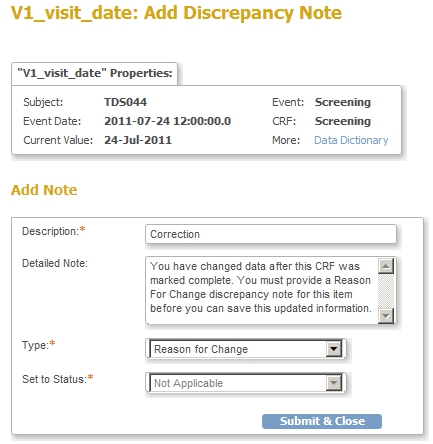 V1_visit_date: Add Discrepancy Note
"V1_visit_date" Properties:
Subject: TDS044 Event: Screening
Event Date: 2011-07-24 12:00:00.0 CRF: Screening
Current Value: 24-Jul-2011 More: Data Dictionary
Add Note
Description:* Correction
Detailed Note: You have changed data after this CRF was
marked complete. You must provide a Reason
For Change discrepancy note for this item
before you can save this updated information.
Type:* Reason for Change
Set to Status:* Not Applicable
Submit & Close